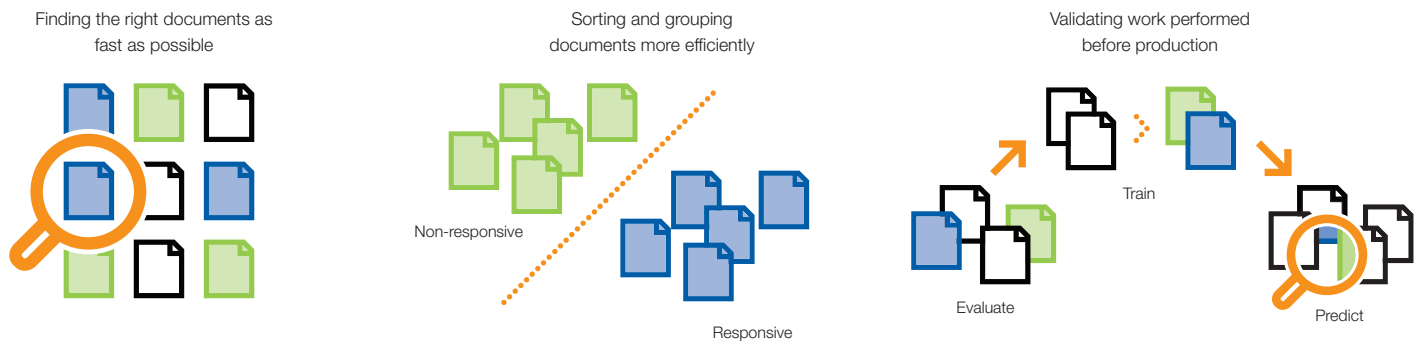 Finding the right documents as
fast as possible
Sorting and grouping
documents more efficiently
Validating work performed
before production
Non-responsive
Responsive
Train
Evaluate
Predict